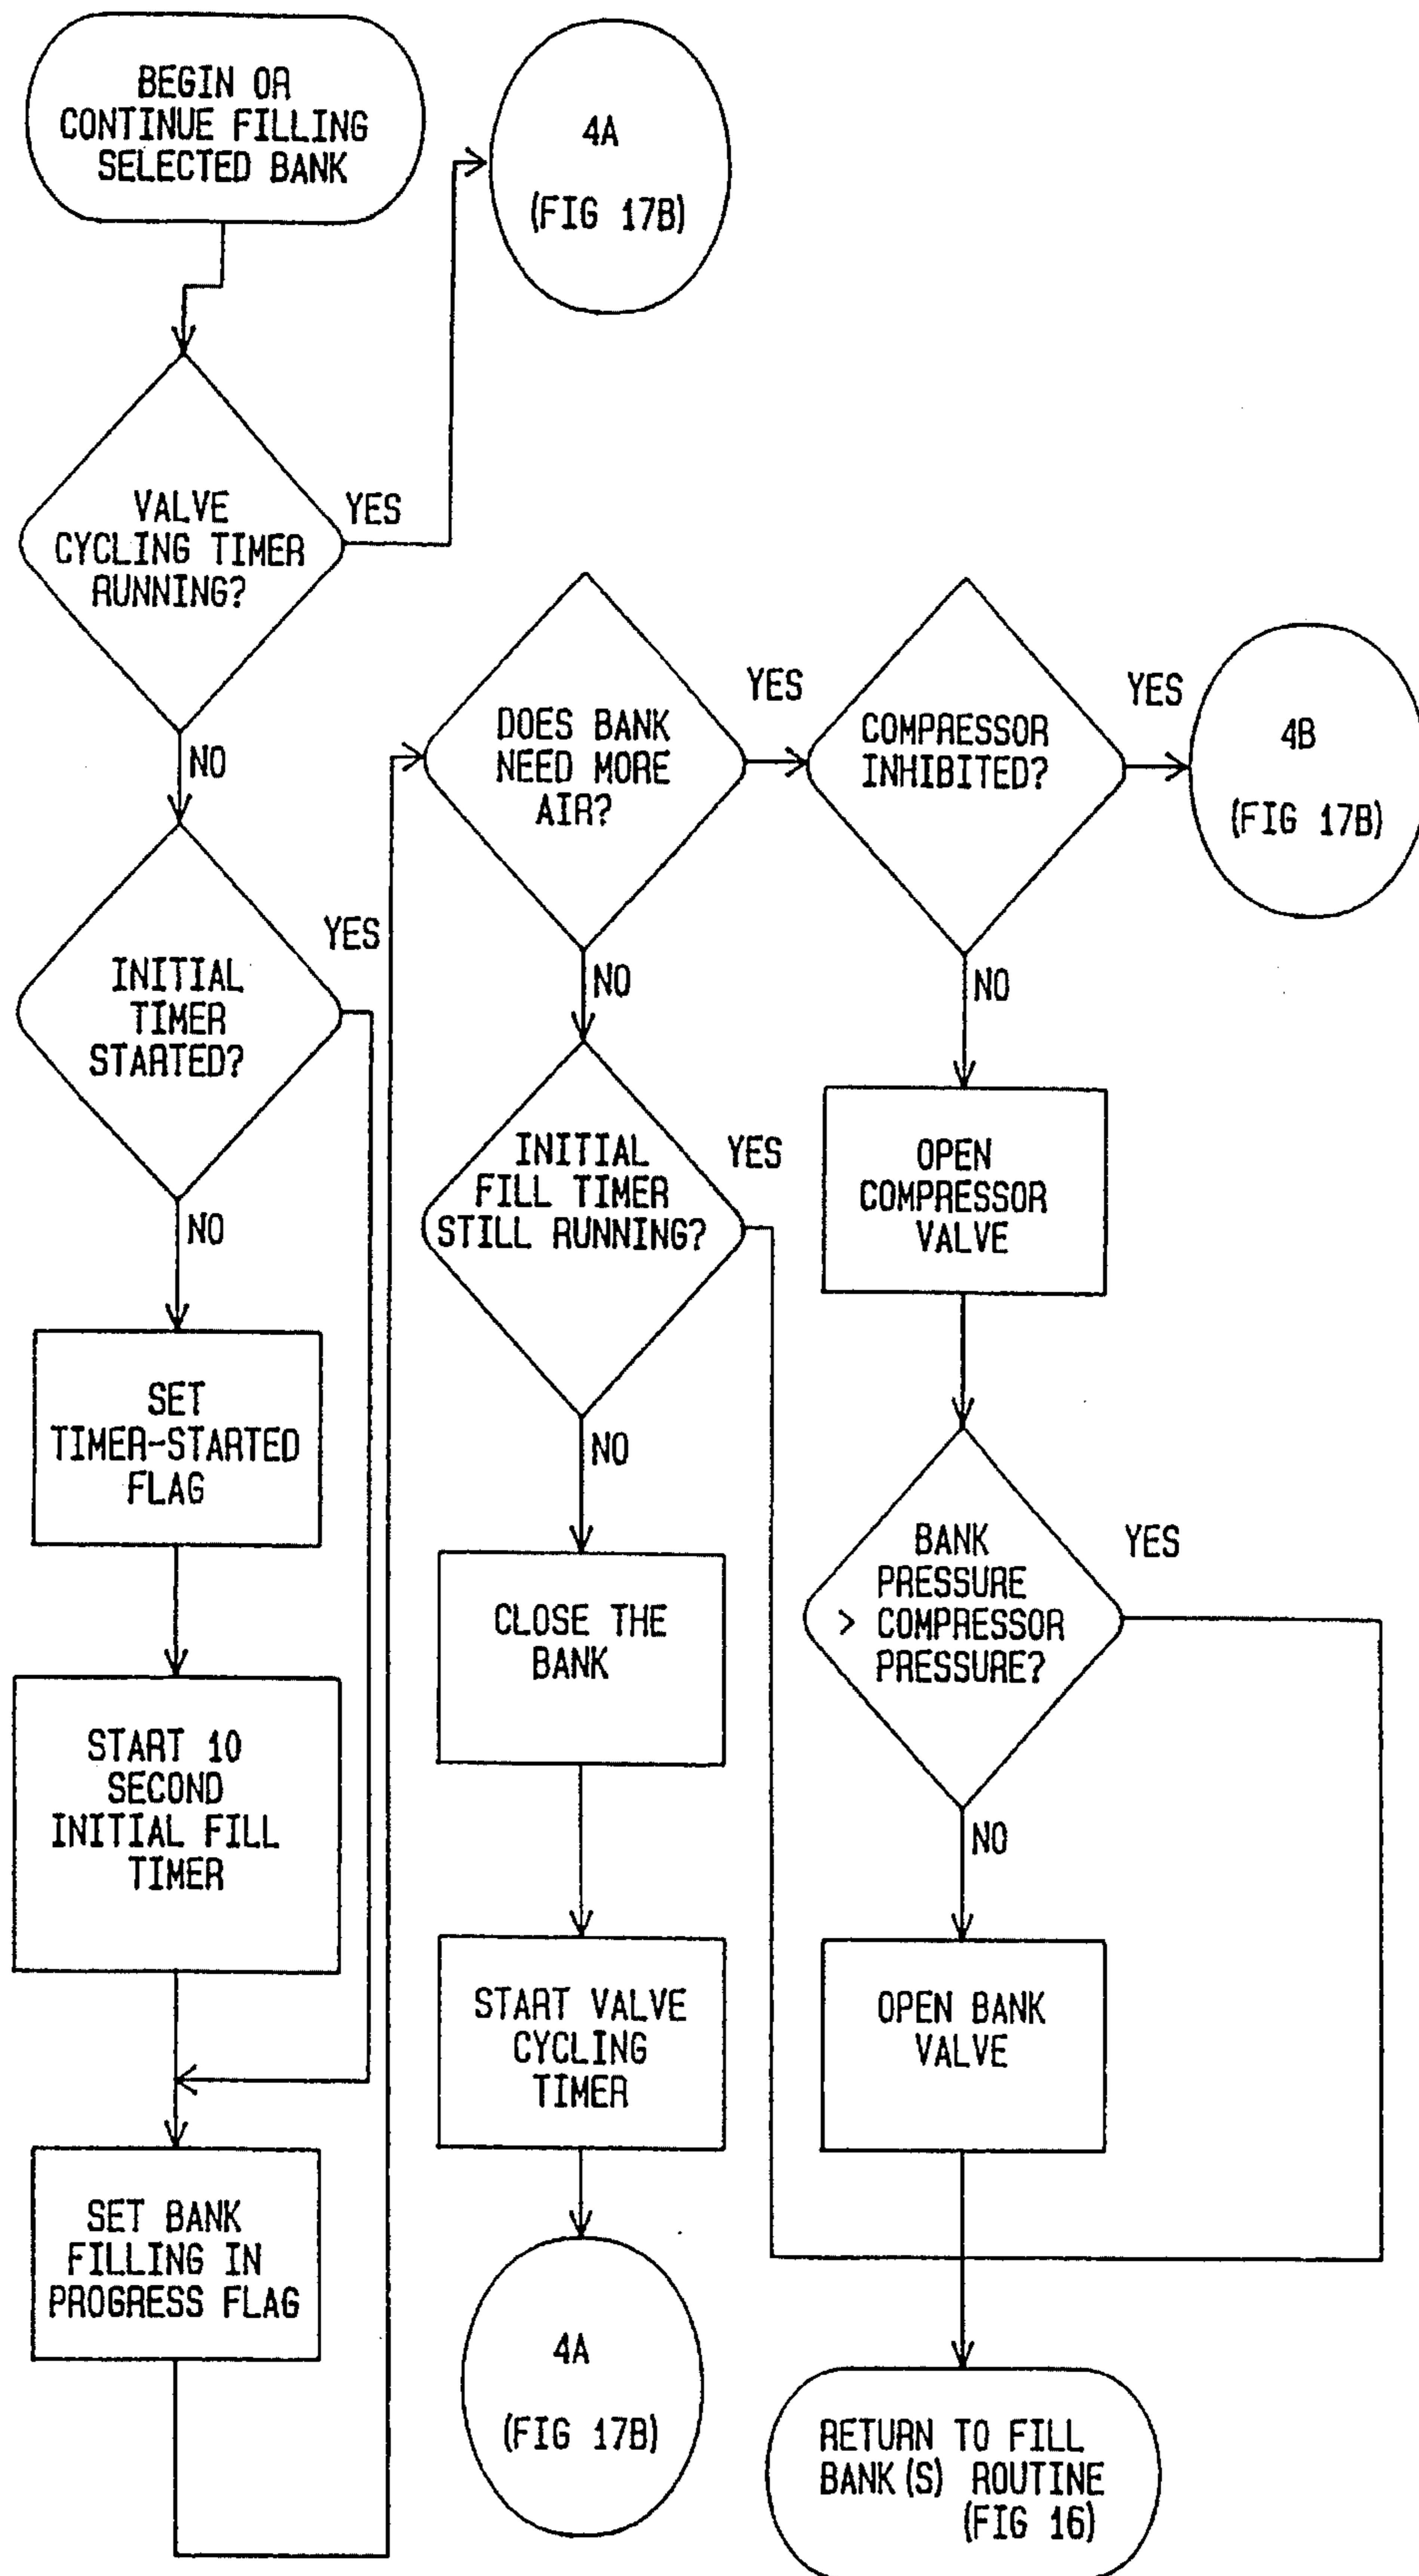 BEGIN OR
CONTINUE FILLING
SELECTED BANK
4A
(FIG 17B)
VALVE
CYCLING TIMER
RUNNING?
YES
NO
INITIAL
TIMER
STARTED?
YES
NO
SET
TIMER-STARTED
FLAG
START 10
SECOND
INITIAL FILL
TIMER
SET BANK
FILLING IN
PROGRESS FLAG
DOES BANK
NEED MORE
AIR?
YES
NO
INITIAL
FILL TIMER
STILL RUNNING?
YES
NO
CLOSE THE
BANK
START VALVE
CYCLING
TIMER
4A
(FIG 17B)
COMPRESSOR
INHIBITED?
YES
4B
(FIG 17B)
NO
OPEN
COMPRESSOR
VALVE
BANK
PRESSURE
> COMPRESSOR
PRESSURE?
YES
NO
OPEN BANK
VALVE
RETURN TO FILL
BANK(S) ROUTINE
(FIG 16)